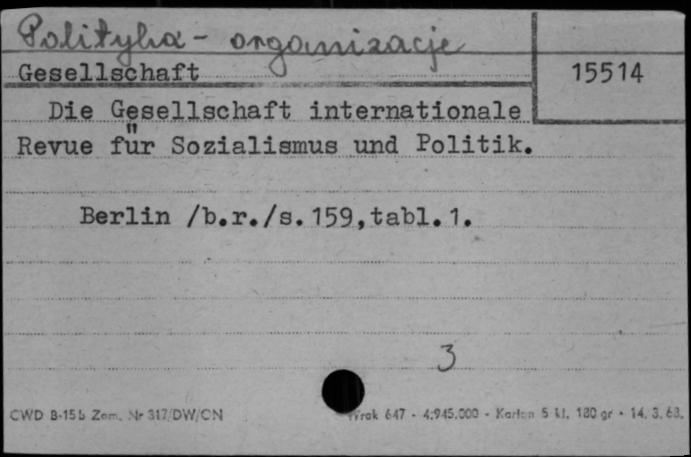 Polityka - organizacje
Gesellschaft
15514
Die Gesellschaft internationale
Revue für Sozialismus und Politik.
Berlin /b.r./s.159,tabl.1.
3
CWD B-15b Zam. Nr 317/DW/CN
647 - 4.945.000 - Karton 5 kl. 180 gr - 14. 3. 68.